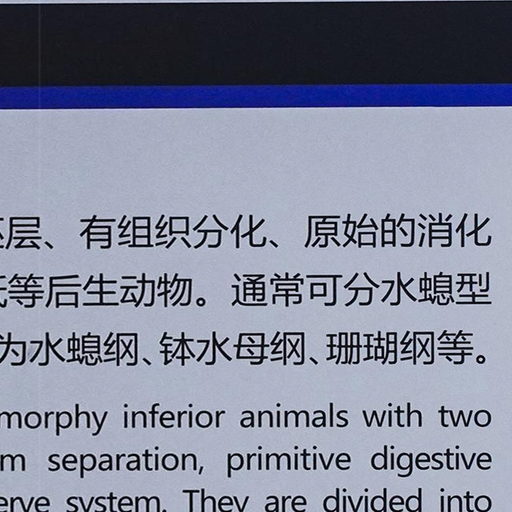 层、有组织分化、原始的消化
等后生动物。通常可分水螅型
为水螅纲、钵水母纲、珊瑚纲等。
morphy inferior animals with two
m separation, primitive digestive
erve system. They are divided into